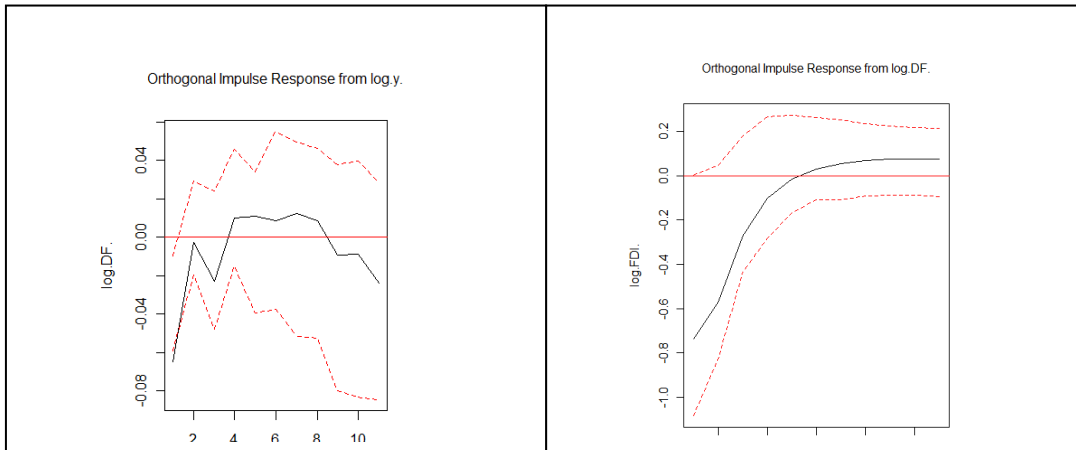 Orthogonal Impulse Response from log.y.
log.DF.
0.04
0.00
-0.04
-0.08
2 4 6 8 10
Orthogonal Impulse Response from log.DF.
log.FDI.
0.2
0.0
-0.2
-0.4
-0.6
-0.8
-1.0